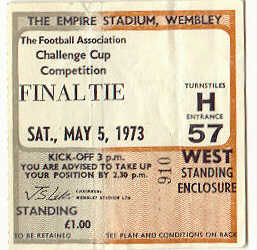 THE EMPIRE STADIUM, WEMBLEY
The Football Association
Challenge Cup
Competition
FINAL TIE
SAT., MAY 5, 1973
TURNSTILES
H
ENTRANCE
57
KICK-OFF 3 p.m.
YOU ARE ADVISED TO TAKE UP
YOUR POSITION BY 2.30 p.m.
910
WEST
STANDING
ENCLOSURE
CHAIRMAN:
WEMBLEY STADIUM LTD
STANDING
£1.00
TO BE RETAINED
SEE PLAN AND CONDITIONS ON BACK